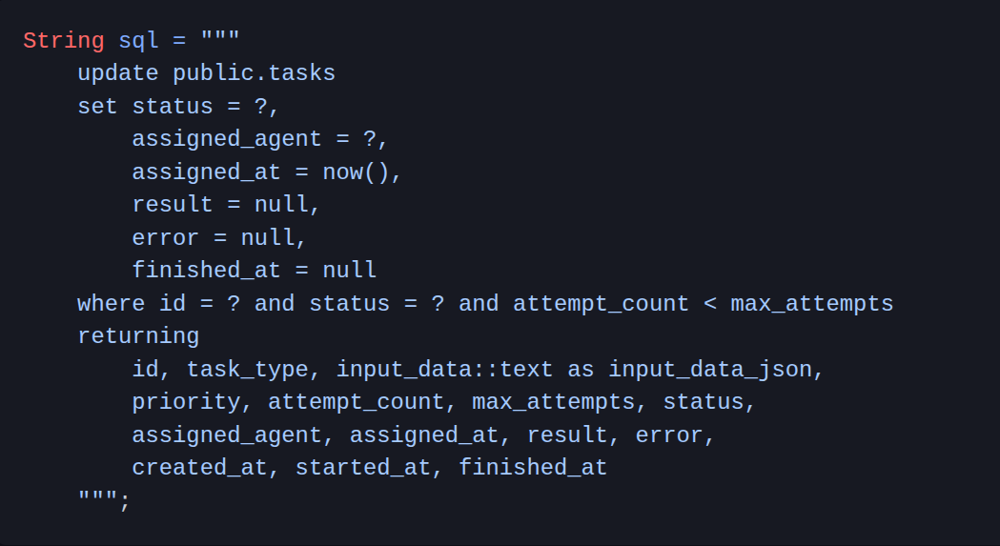 String sql = """
    update public.tasks
    set status = ?,
        assigned_agent = ?,
        assigned_at = now(),
        result = null,
        error = null,
        finished_at = null
    where id = ? and status = ? and attempt_count < max_attempts
    returning
        id, task_type, input_data::text as input_data_json,
        priority, attempt_count, max_attempts, status,
        assigned_agent, assigned_at, result, error,
        created_at, started_at, finished_at
    """;